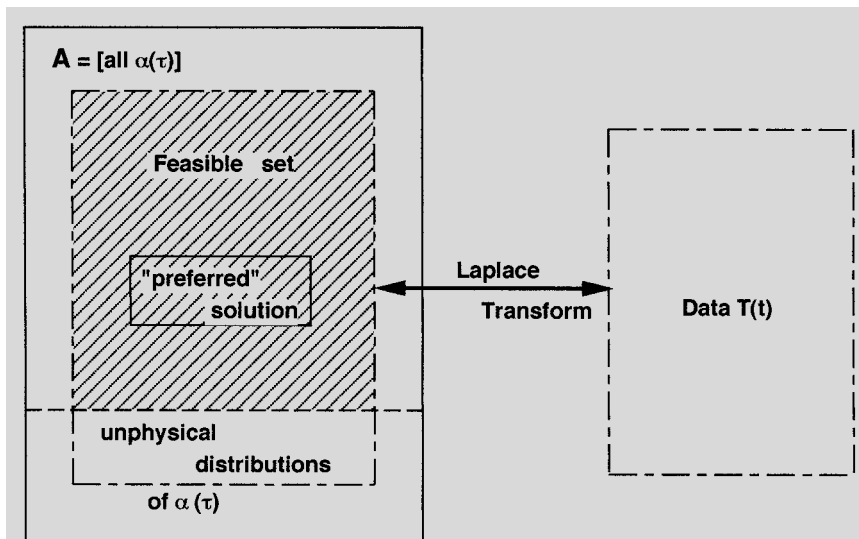 A = [all α(τ)]
Feasible set
"preferred"
solution
Laplace
Transform
Data T(t)
unphysical
distributions
of α (τ)